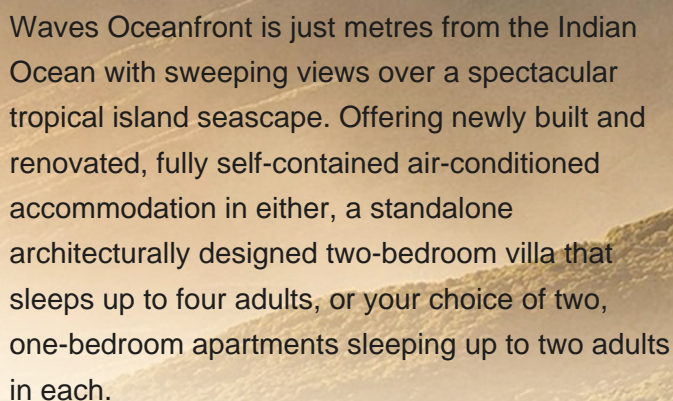 Waves Oceanfront is just metres from the Indian
Ocean with sweeping views over a spectacular
tropical island seascape. Offering newly built and
renovated, fully self-contained air-conditioned
accommodation in either, a standalone
architecturally designed two-bedroom villa that
sleeps up to four adults, or your choice of two,
one-bedroom apartments sleeping up to two adults
in each.